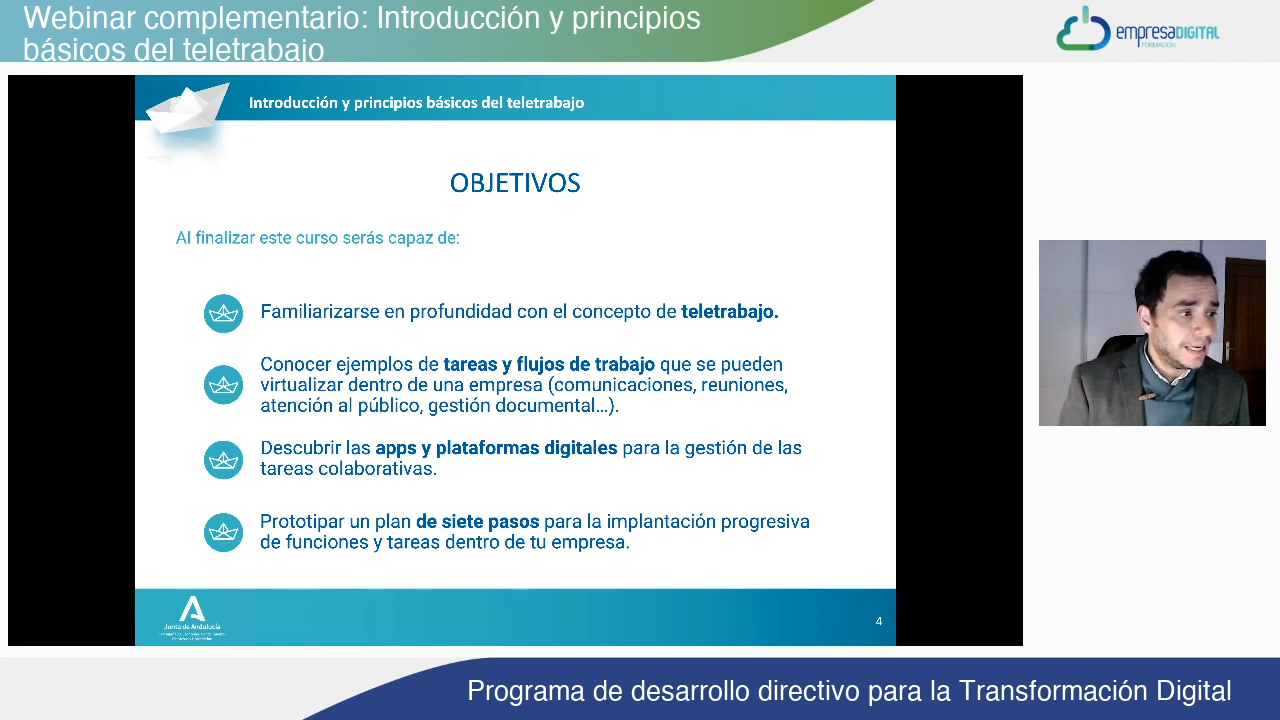 Webinar complementario: Introducción y principios
básicos del teletrabajo
empresaDIGITAL
FORMACIÓN
Introducción y principios básicos del teletrabajo
OBJETIVOS
Al finalizar este curso serás capaz de:
Familiarizarse en profundidad con el concepto de teletrabajo.
Conocer ejemplos de tareas y flujos de trabajo que se pueden
virtualizar dentro de una empresa (comunicaciones, reuniones,
atención al público, gestión documental...).
Descubrir las apps y plataformas digitales para la gestión de las
tareas colaborativas.
Prototipar un plan de siete pasos para la implantación progresiva
de funciones y tareas dentro de tu empresa.
Junta de Andalucía
4
Programa de desarrollo directivo para la Transformación Digital